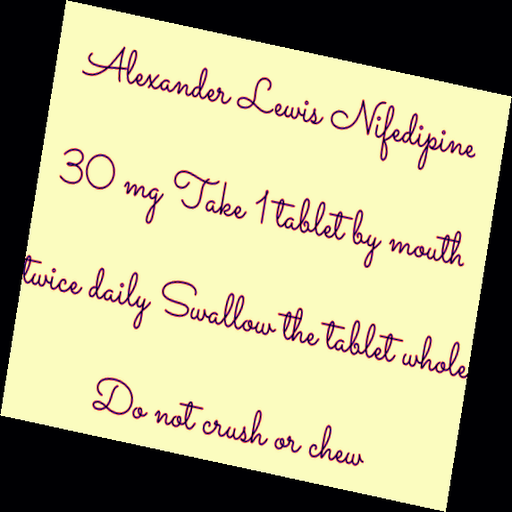 Alexander Lewis Nifedipine
30 mg Take 1 tablet by mouth
twice daily Swallow the tablet whole
Do not crush or chew